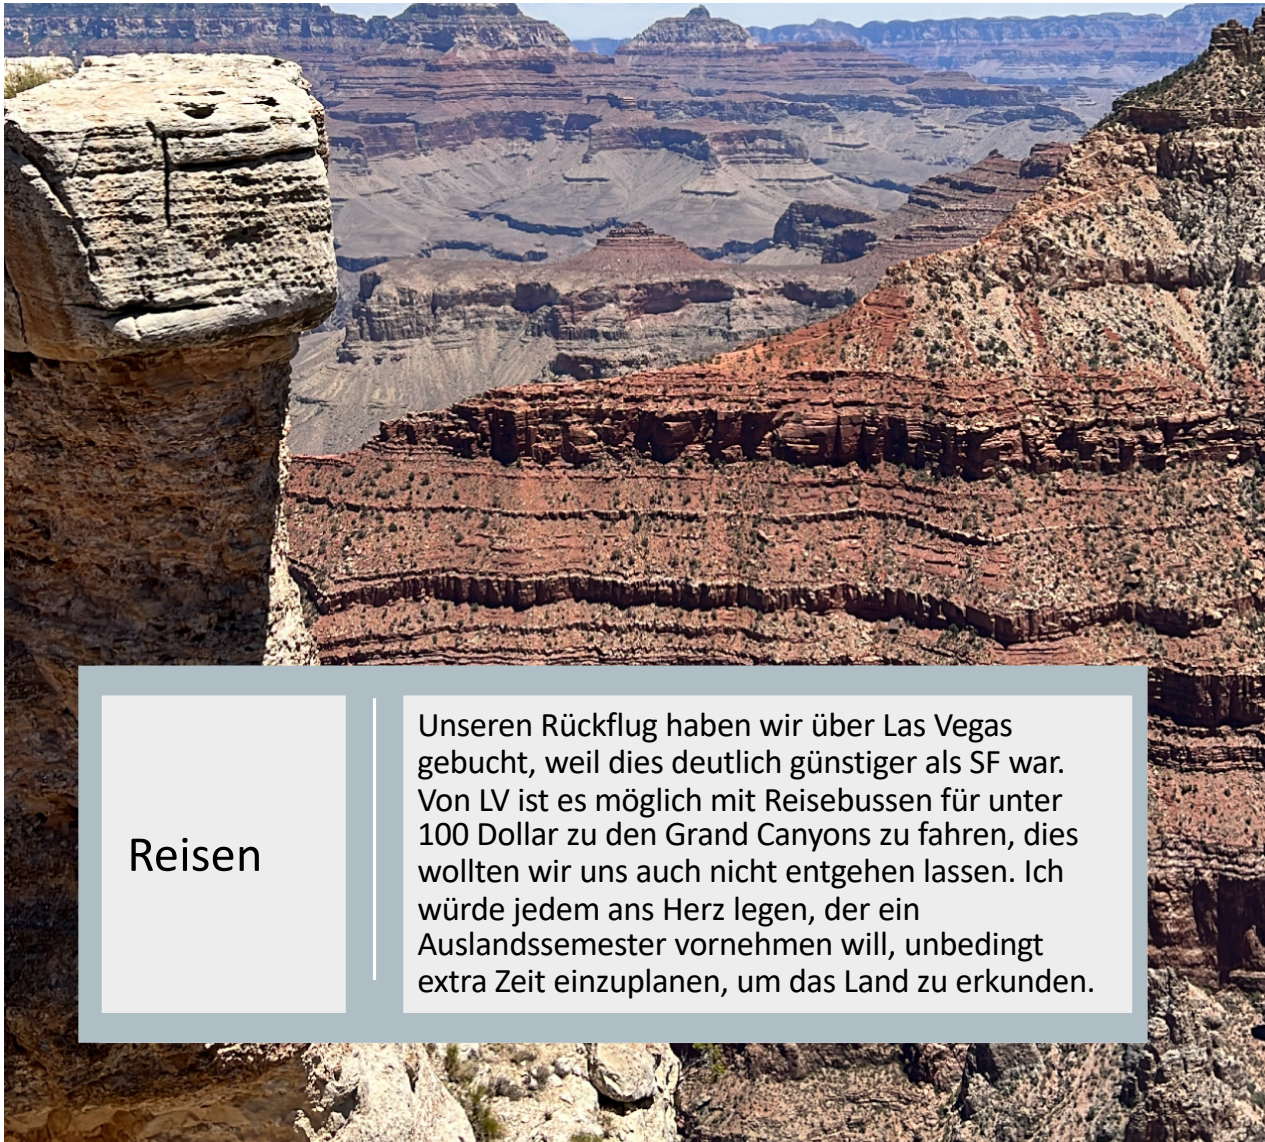 Reisen
Unseren Rückflug haben wir über Las Vegas
gebucht, weil dies deutlich günstiger als SF war.
Von LV ist es möglich mit Reisebussen für unter
100 Dollar zu den Grand Canyons zu fahren, dies
wollten wir uns auch nicht entgehen lassen. Ich
würde jedem ans Herz legen, der ein
Auslandssemester vornehmen will, unbedingt
extra Zeit einzuplanen, um das Land zu erkunden.